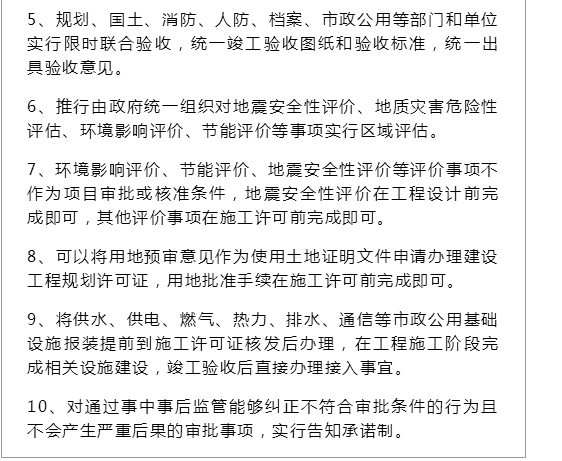 5、规划、国土、消防、人防、档案、市政公用等部门和单位
实行限时联合验收，统一竣工验收图纸和验收标准，统一出
具验收意见。
6、推行由政府统一组织对地震安全性评价、地质灾害危险性
评估、环境影响评价、节能评价等事项实行区域评估。
7、环境影响评价、节能评价、地震安全性评价等评价事项不
作为项目审批或核准条件，地震安全性评价在工程设计前完
成即可，其他评价事项在施工许可前完成即可。
8、可以将用地预审意见作为使用土地证明文件申请办理建设
工程规划许可证，用地批准手续在施工许可前完成即可。
9、将供水、供电、燃气、热力、排水、通信等市政公用基础
设施报装提前到施工许可证核发后办理，在工程施工阶段完
成相关设施建设，竣工验收后直接办理接入事宜。
10、对通过事中事后监管能够纠正不符合审批条件的行为且
不会产生严重后果的审批事项，实行告知承诺制。